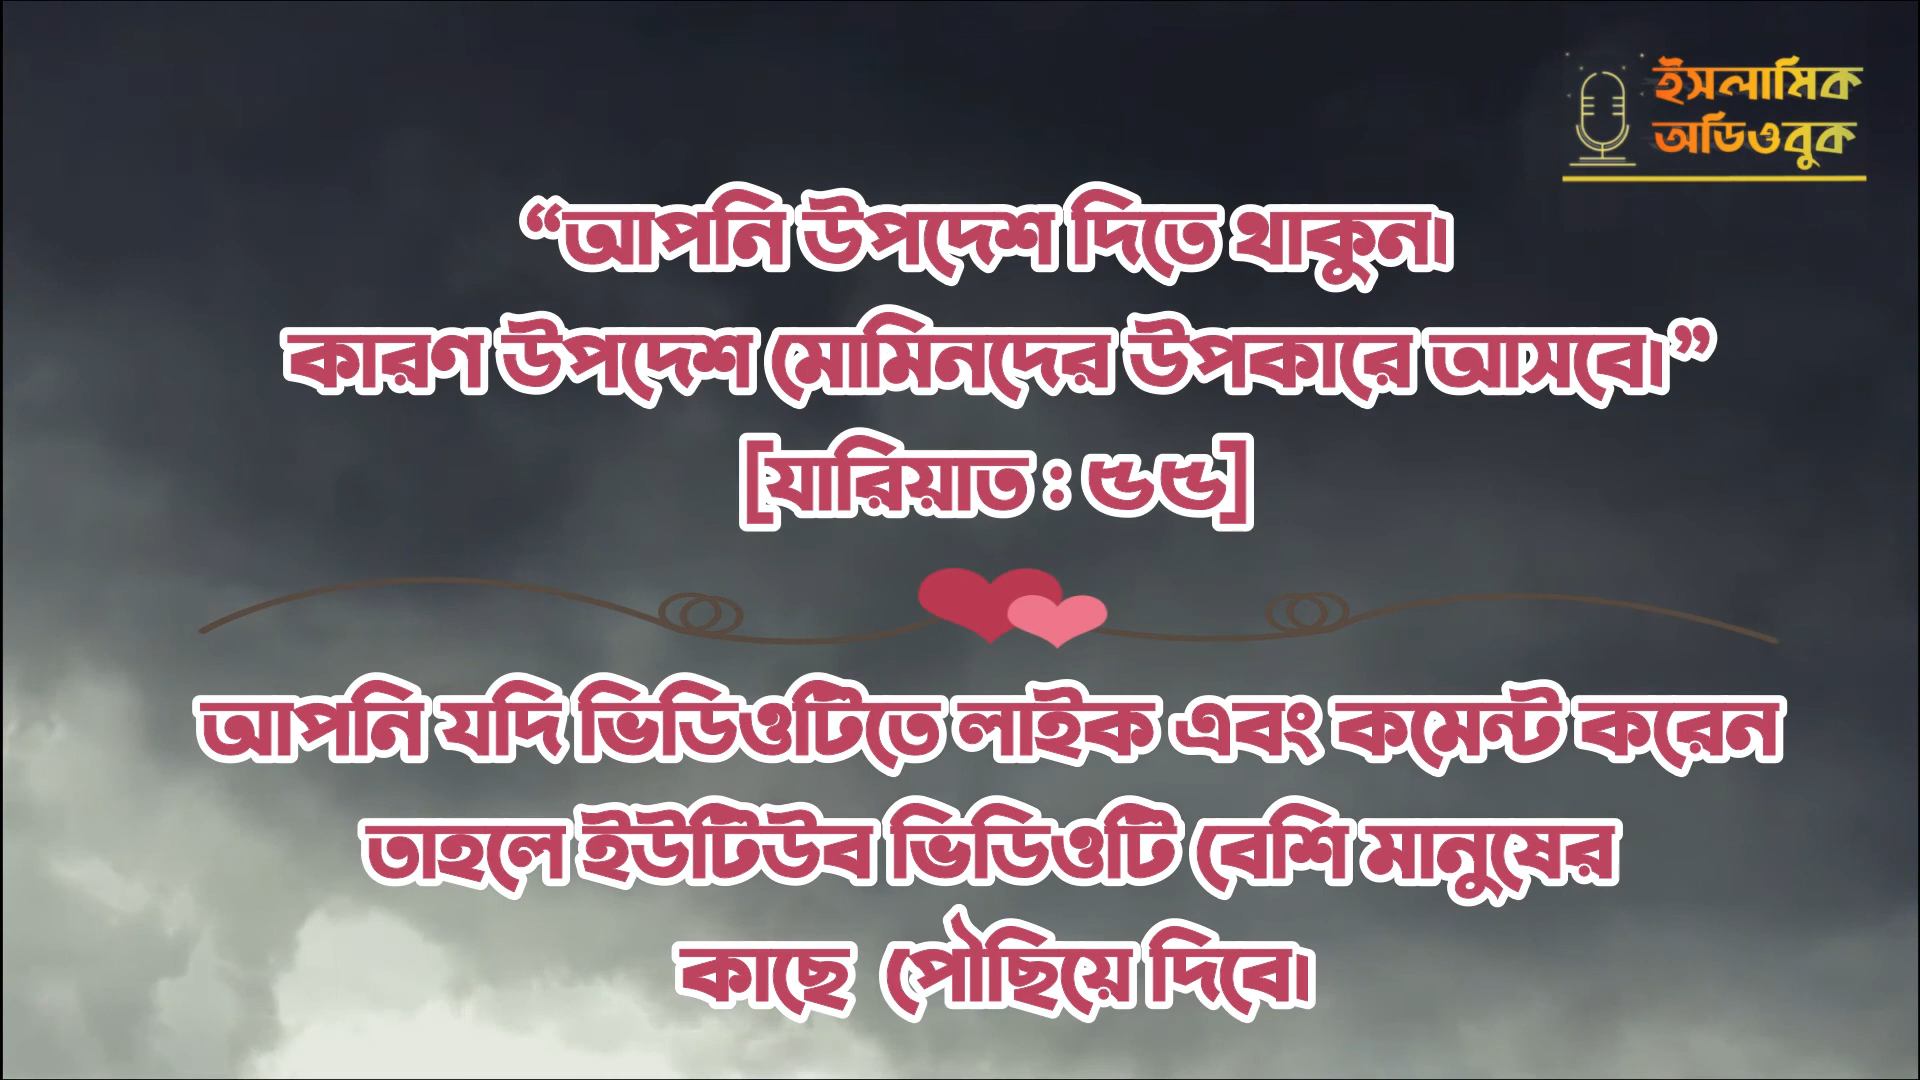 ইসলামিক
অডিওবুক
“আপনি উপদেশ দিতে থাকুন।
কারণ উপদেশ মোমিনদের উপকারে আসবে।”
[যারিয়াত : ৫৫]
আপনি যদি ভিডিওটিতে লাইক এবং কমেন্ট করেন
তাহলে ইউটিউব ভিডিওটি বেশি মানুষের
কাছে পৌছিয়ে দিবে।